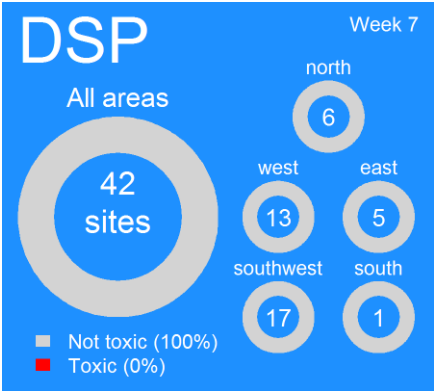 DSP
Week 7
All areas
42
sites
north
6
west
13
east
5
southwest
17
south
1
Not toxic (100%)
Toxic (0%)